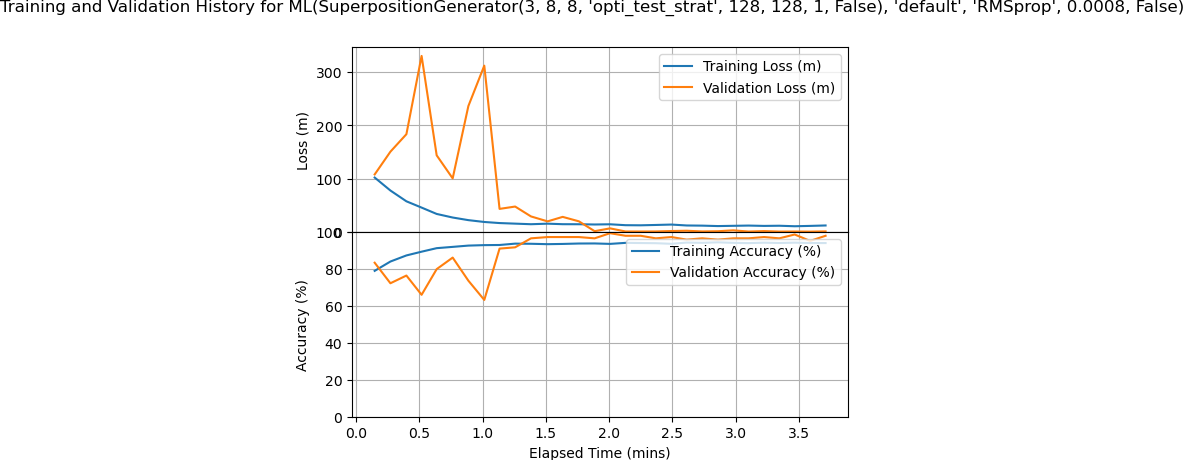 Training and Validation History for ML(SuperpositionGenerator(3, 8, 8, 'opti_test_strat', 128, 128, 1, False), 'default', 'RMSprop', 0.0008, False)
Training Loss (m)
Validation Loss (m)
300
200
100
0
Loss (m)
Training Accuracy (%)
Validation Accuracy (%)
100
80
60
40
20
0
Accuracy (%)
0.0 0.5 1.0 1.5 2.0 2.5 3.0 3.5
Elapsed Time (mins)